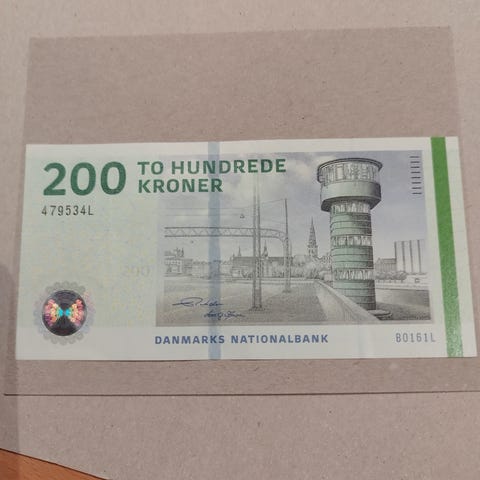 200 TO HUNDREDE
KRONER
479534L
200
DANMARKS NATIONALBANK
B0161L